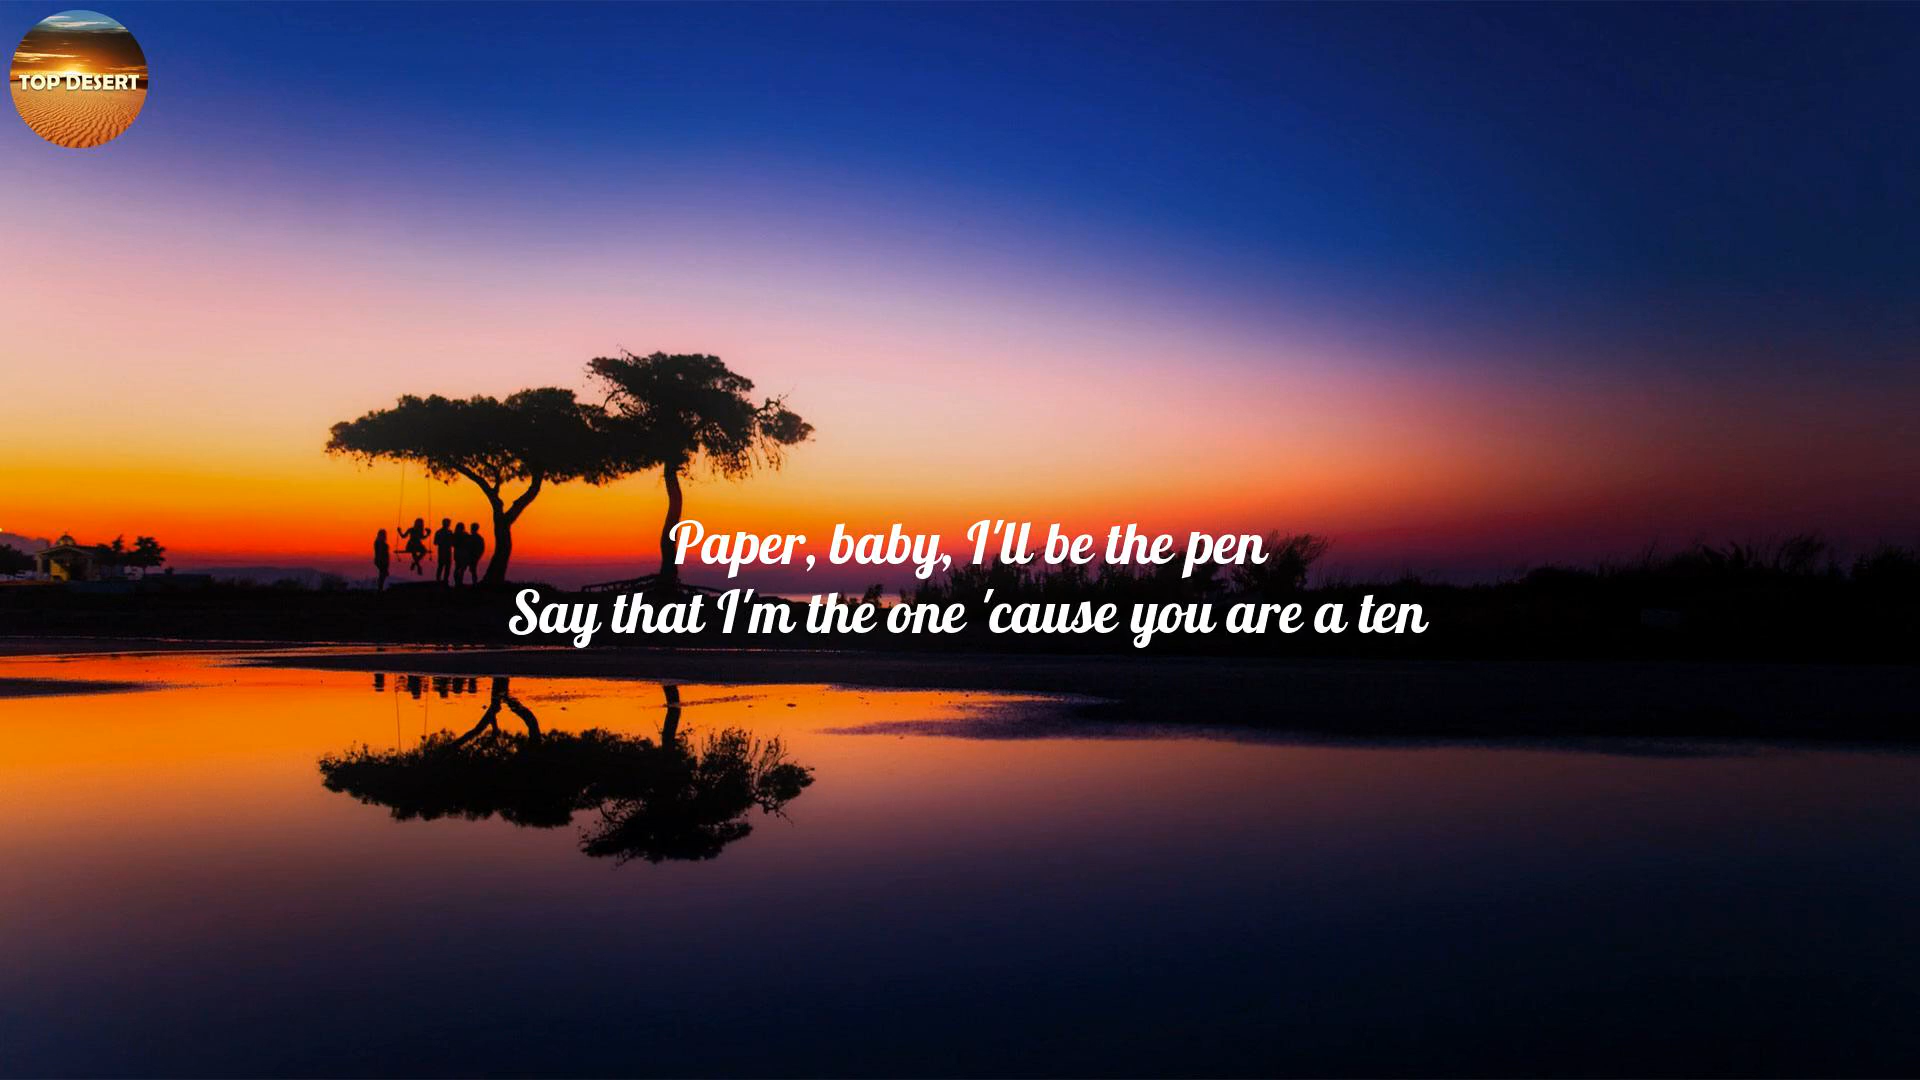 TOP DESERT
Paper, baby, I'll be the pen
Say that I'm the one 'cause you are a ten